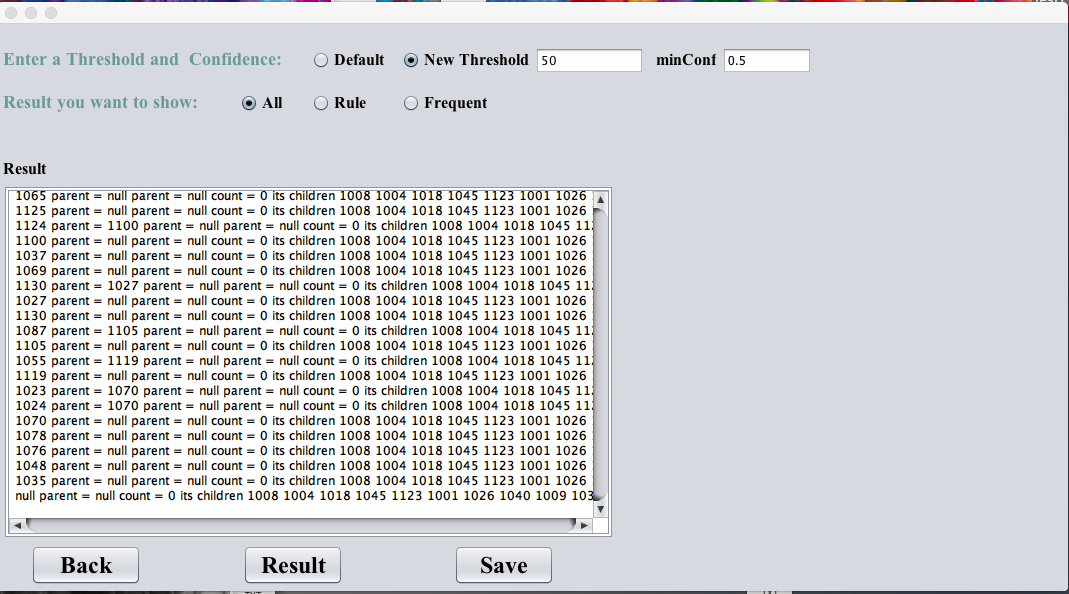 Enter a Threshold and Confidence: Default New Threshold 50 minConf 0.5
Result you want to show: All Rule Frequent
Result
1065 parent = null parent = null count = 0 its children 1008 1004 1018 1045 1123 1001 1026
1125 parent = null parent = null count = 0 its children 1008 1004 1018 1045 1123 1001 1026
1124 parent = 1100 parent = null parent = null count = 0 its children 1008 1004 1018 1045 112
1100 parent = null parent = null count = 0 its children 1008 1004 1018 1045 1123 1001 1026
1037 parent = null parent = null count = 0 its children 1008 1004 1018 1045 1123 1001 1026
1069 parent = null parent = null count = 0 its children 1008 1004 1018 1045 1123 1001 1026
1130 parent = 1027 parent = null parent = null count = 0 its children 1008 1004 1018 1045 112
1027 parent = null parent = null count = 0 its children 1008 1004 1018 1045 1123 1001 1026
1130 parent = null parent = null count = 0 its children 1008 1004 1018 1045 1123 1001 1026
1087 parent = 1105 parent = null parent = null count = 0 its children 1008 1004 1018 1045 112
1105 parent = null parent = null count = 0 its children 1008 1004 1018 1045 1123 1001 1026
1055 parent = 1119 parent = null parent = null count = 0 its children 1008 1004 1018 1045 112
1119 parent = null parent = null count = 0 its children 1008 1004 1018 1045 1123 1001 1026
1023 parent = 1070 parent = null parent = null count = 0 its children 1008 1004 1018 1045 112
1024 parent = 1070 parent = null parent = null count = 0 its children 1008 1004 1018 1045 112
1070 parent = null parent = null count = 0 its children 1008 1004 1018 1045 1123 1001 1026
1078 parent = null parent = null count = 0 its children 1008 1004 1018 1045 1123 1001 1026
1076 parent = null parent = null count = 0 its children 1008 1004 1018 1045 1123 1001 1026
1048 parent = null parent = null count = 0 its children 1008 1004 1018 1045 1123 1001 1026
1035 parent = null parent = null count = 0 its children 1008 1004 1018 1045 1123 1001 1026
null parent = null count = 0 its children 1008 1004 1018 1045 1123 1001 1026 1040 1009 103
Back Result Save